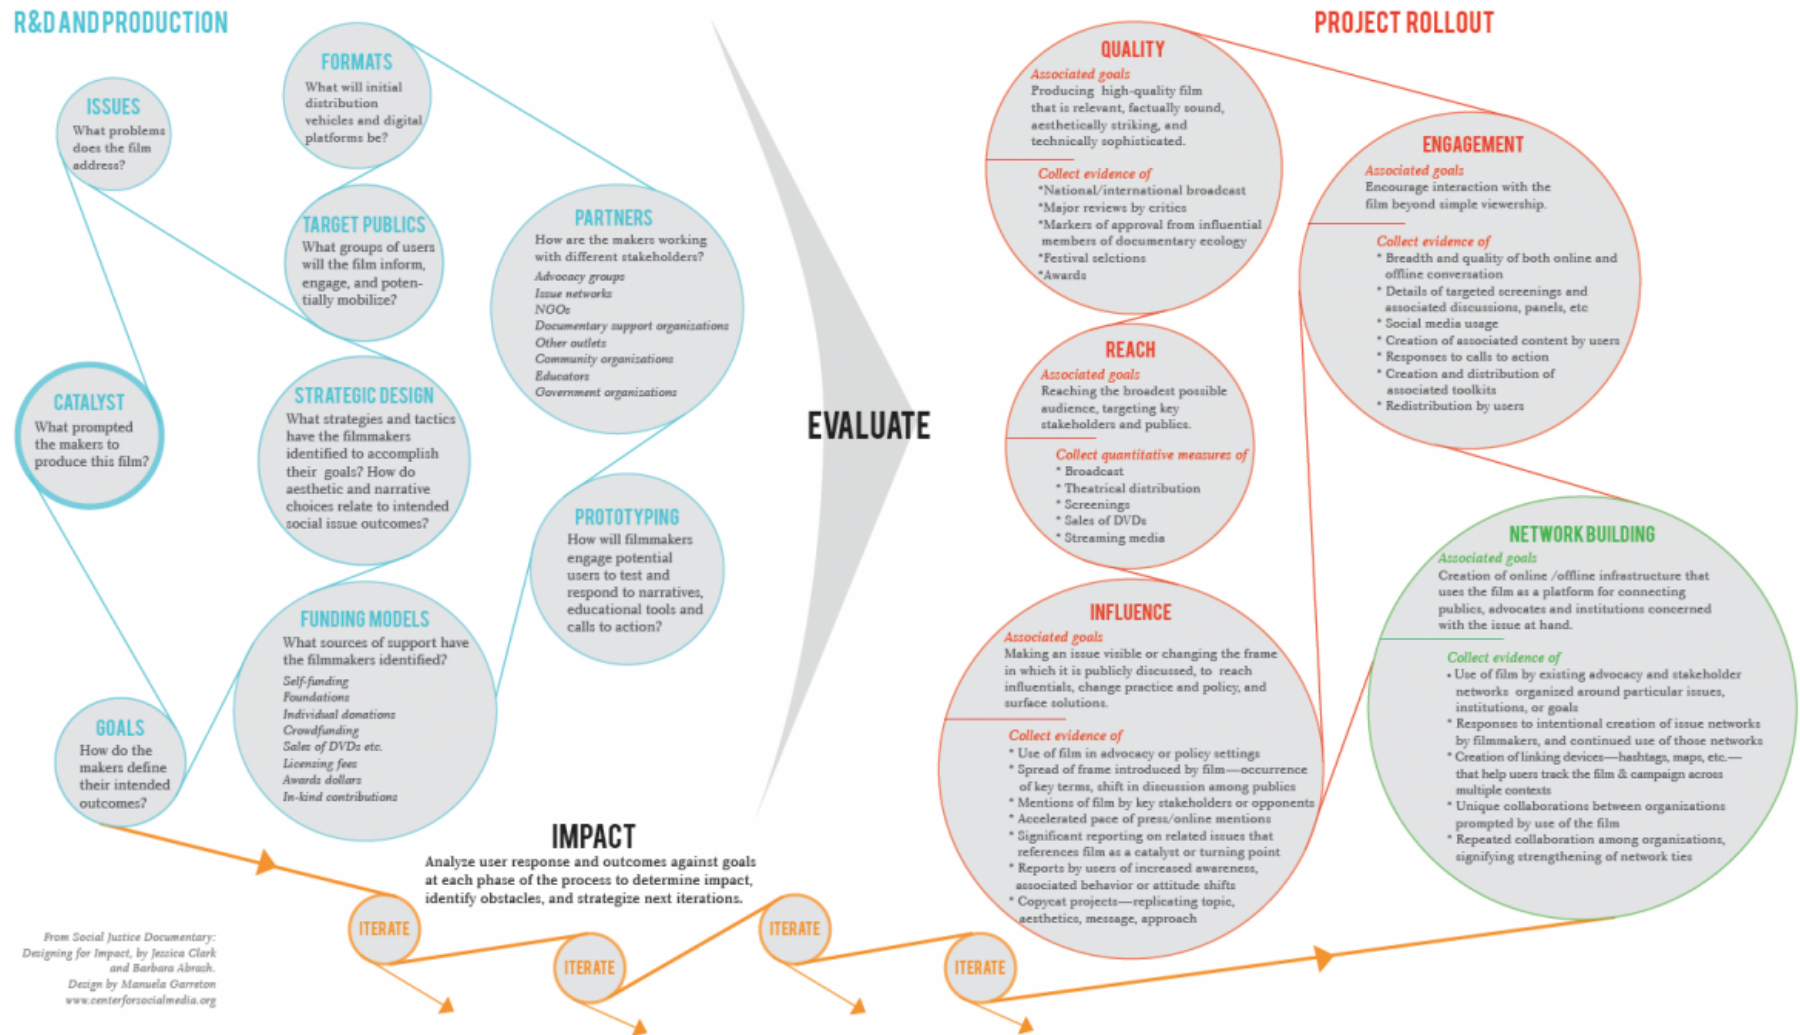 R&D AND PRODUCTION
ISSUES
What problems
does the film
address?
FORMATS
What will initial
distribution
vehicles and digital
platforms be?
TARGET PUBLICS
What groups of users
will the film inform,
engage, and poten-
tially mobilize?
PARTNERS
How are the makers working
with different stakeholders?
Advocacy groups
Issue networks
NGOs
Documentary support organizations
Other outlets
Community organizations
Educators
Government organizations
CATALYST
What prompted
the makers to
produce this film?
STRATEGIC DESIGN
What strategies and tactics
have the filmmakers
identified to accomplish
their goals? How do
aesthetic and narrative
choices relate to intended
social issue outcomes?
PROTOTYPING
How will filmmakers
engage potential
users to test and
respond to narratives,
educational tools and
calls to action?
FUNDING MODELS
What sources of support have
the filmmakers identified?
Self-funding
Foundations
Individual donations
Crowdfunding
Sales of DVDs etc.
Licensing fees
Awards dollars
In-kind contributions
GOALS
How do the
makers define
their intended
outcomes?
EVALUATE
PROJECT ROLLOUT
QUALITY
Associated goals
Producing high-quality film
that is relevant, factually sound,
aesthetically striking, and
technically sophisticated.
Collect evidence of
*National/international broadcast
*Major reviews by critics
*Markers of approval from influential
members of documentary ecology
*Festival selctions
*Awards
REACH
Associated goals
Reaching the broadest possible
audience, targeting key
stakeholders and publics.
Collect quantitative measures of
* Broadcast
* Theatrical distribution
* Screenings
* Sales of DVDs
* Streaming media
INFLUENCE
Associated goals
Making an issue visible or changing the frame
in which it is publicly discussed, to reach
influentials, change practice and policy, and
surface solutions.
Collect evidence of
* Use of film in advocacy or policy settings
* Spread of frame introduced by film—occurrence
of key terms, shift in discussion among publics
* Mentions of film by key stakeholders or opponents
* Accelerated pace of press/online mentions
* Significant reporting on related issues that
references film as a catalyst or turning point
* Reports by users of increased awareness,
associated behavior or attitude shifts
* Copycat projects—replicating topic,
aesthetics, message, approach
ENGAGEMENT
Associated goals
Encourage interaction with the
film beyond simple viewership.
Collect evidence of
* Breadth and quality of both online and
offline conversation
* Details of targeted screenings and
associated discussions, panels, etc
* Social media usage
* Creation of associated content by users
* Responses to calls to action
* Creation and distribution of
associated toolkits
* Redistribution by users
NETWORK BUILDING
Associated goals
Creation of online /offline infrastructure that
uses the film as a platform for connecting
publics, advocates and institutions concerned
with the issue at hand.
Collect evidence of
• Use of film by existing advocacy and stakeholder
networks organized around particular issues,
institutions, or goals
* Responses to intentional creation of issue networks
by filmmakers, and continued use of those networks
* Creation of linking devices—hashtags, maps, etc.—
that help users track the film & campaign across
multiple contexts
* Unique collaborations between organizations
prompted by use of the film
* Repeated collaboration among organizations,
signifying strengthening of network ties
IMPACT
Analyze user response and outcomes against goals
at each phase of the process to determine impact,
identify obstacles, and strategize next iterations.
ITERATE
ITERATE
ITERATE
ITERATE
From Social Justice Documentary:
Designing for Impact, by Jessica Clark
and Barbara Abrash.
Design by Manuela Garreton
www.centerforsocialmedia.org